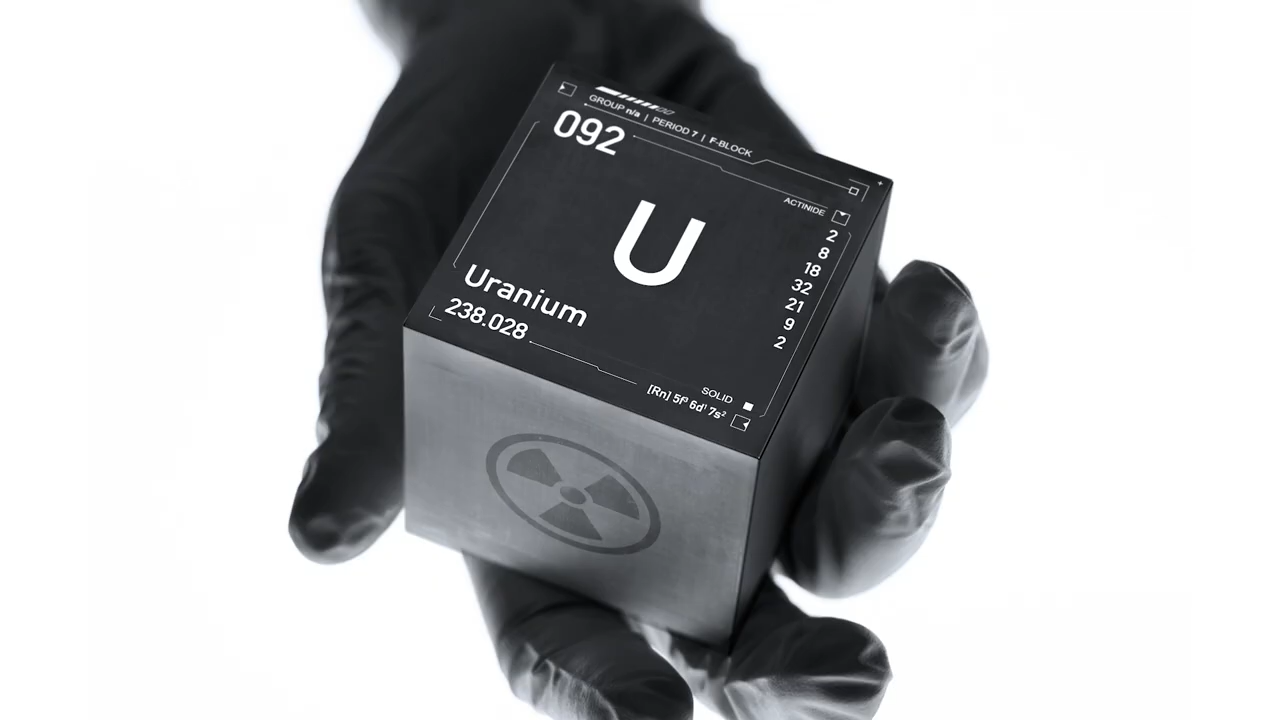 GROUP n/a | PERIOD 7 | F-BLOCK
092
ACTINIDE
U
2
8
18
32
21
9
2
Uranium
238.028
SOLID
[Rn] 5f³ 6d¹ 7s²